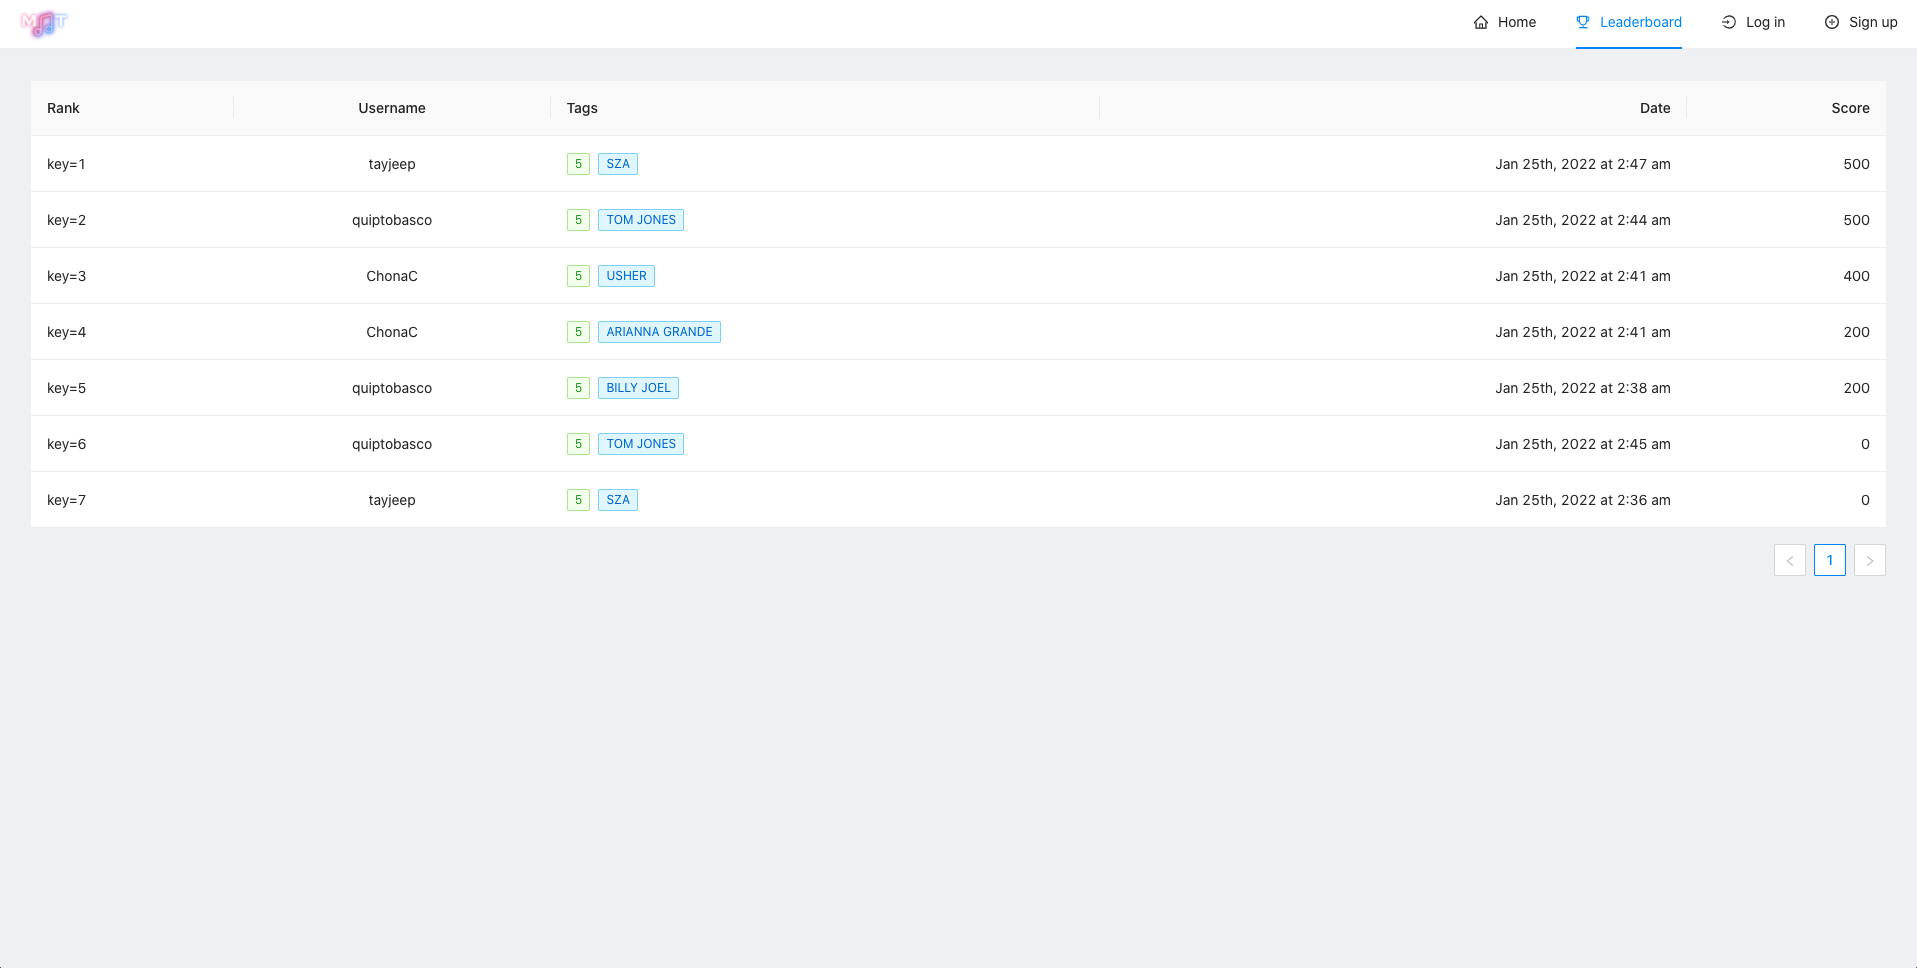 M T
Home Leaderboard Log in Sign up
Rank Username Tags Date Score
key=1 tayjeep 5 SZA Jan 25th, 2022 at 2:47 am 500
key=2 quiptobasco 5 TOM JONES Jan 25th, 2022 at 2:44 am 500
key=3 ChonaC 5 USHER Jan 25th, 2022 at 2:41 am 400
key=4 ChonaC 5 ARIANNA GRANDE Jan 25th, 2022 at 2:41 am 200
key=5 quiptobasco 5 BILLY JOEL Jan 25th, 2022 at 2:38 am 200
key=6 quiptobasco 5 TOM JONES Jan 25th, 2022 at 2:45 am 0
key=7 tayjeep 5 SZA Jan 25th, 2022 at 2:36 am 0
< 1 >